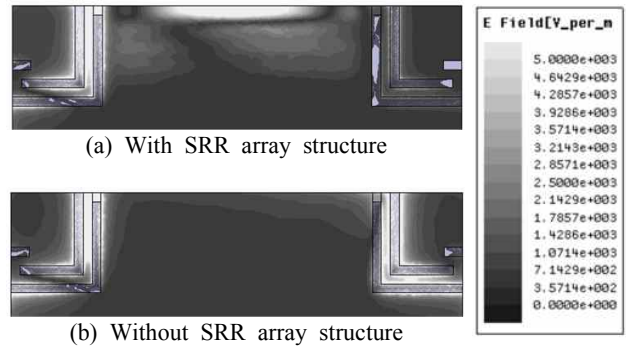 (a) With SRR array structure
(b) Without SRR array structure
E Field[V_per_m
5.0000e+003
4.6429e+003
4.2857e+003
3.9286e+003
3.5714e+003
3.2143e+003
2.8571e+003
2.5000e+003
2.1429e+003
1.7857e+003
1.4286e+003
1.0714e+003
7.1429e+002
3.5714e+002
0.0000e+000